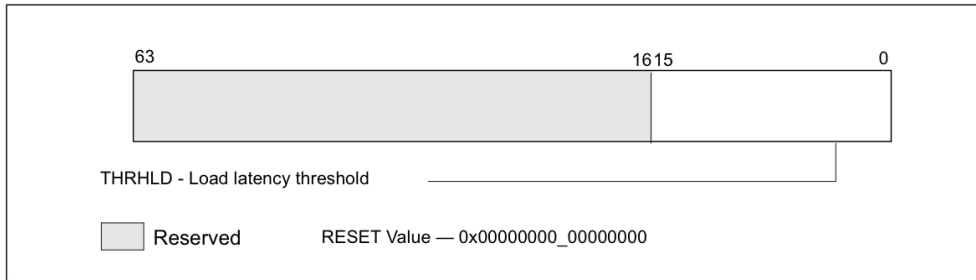 63 1615 0
THRHLD - Load latency threshold
Reserved RESET Value — 0x00000000_00000000